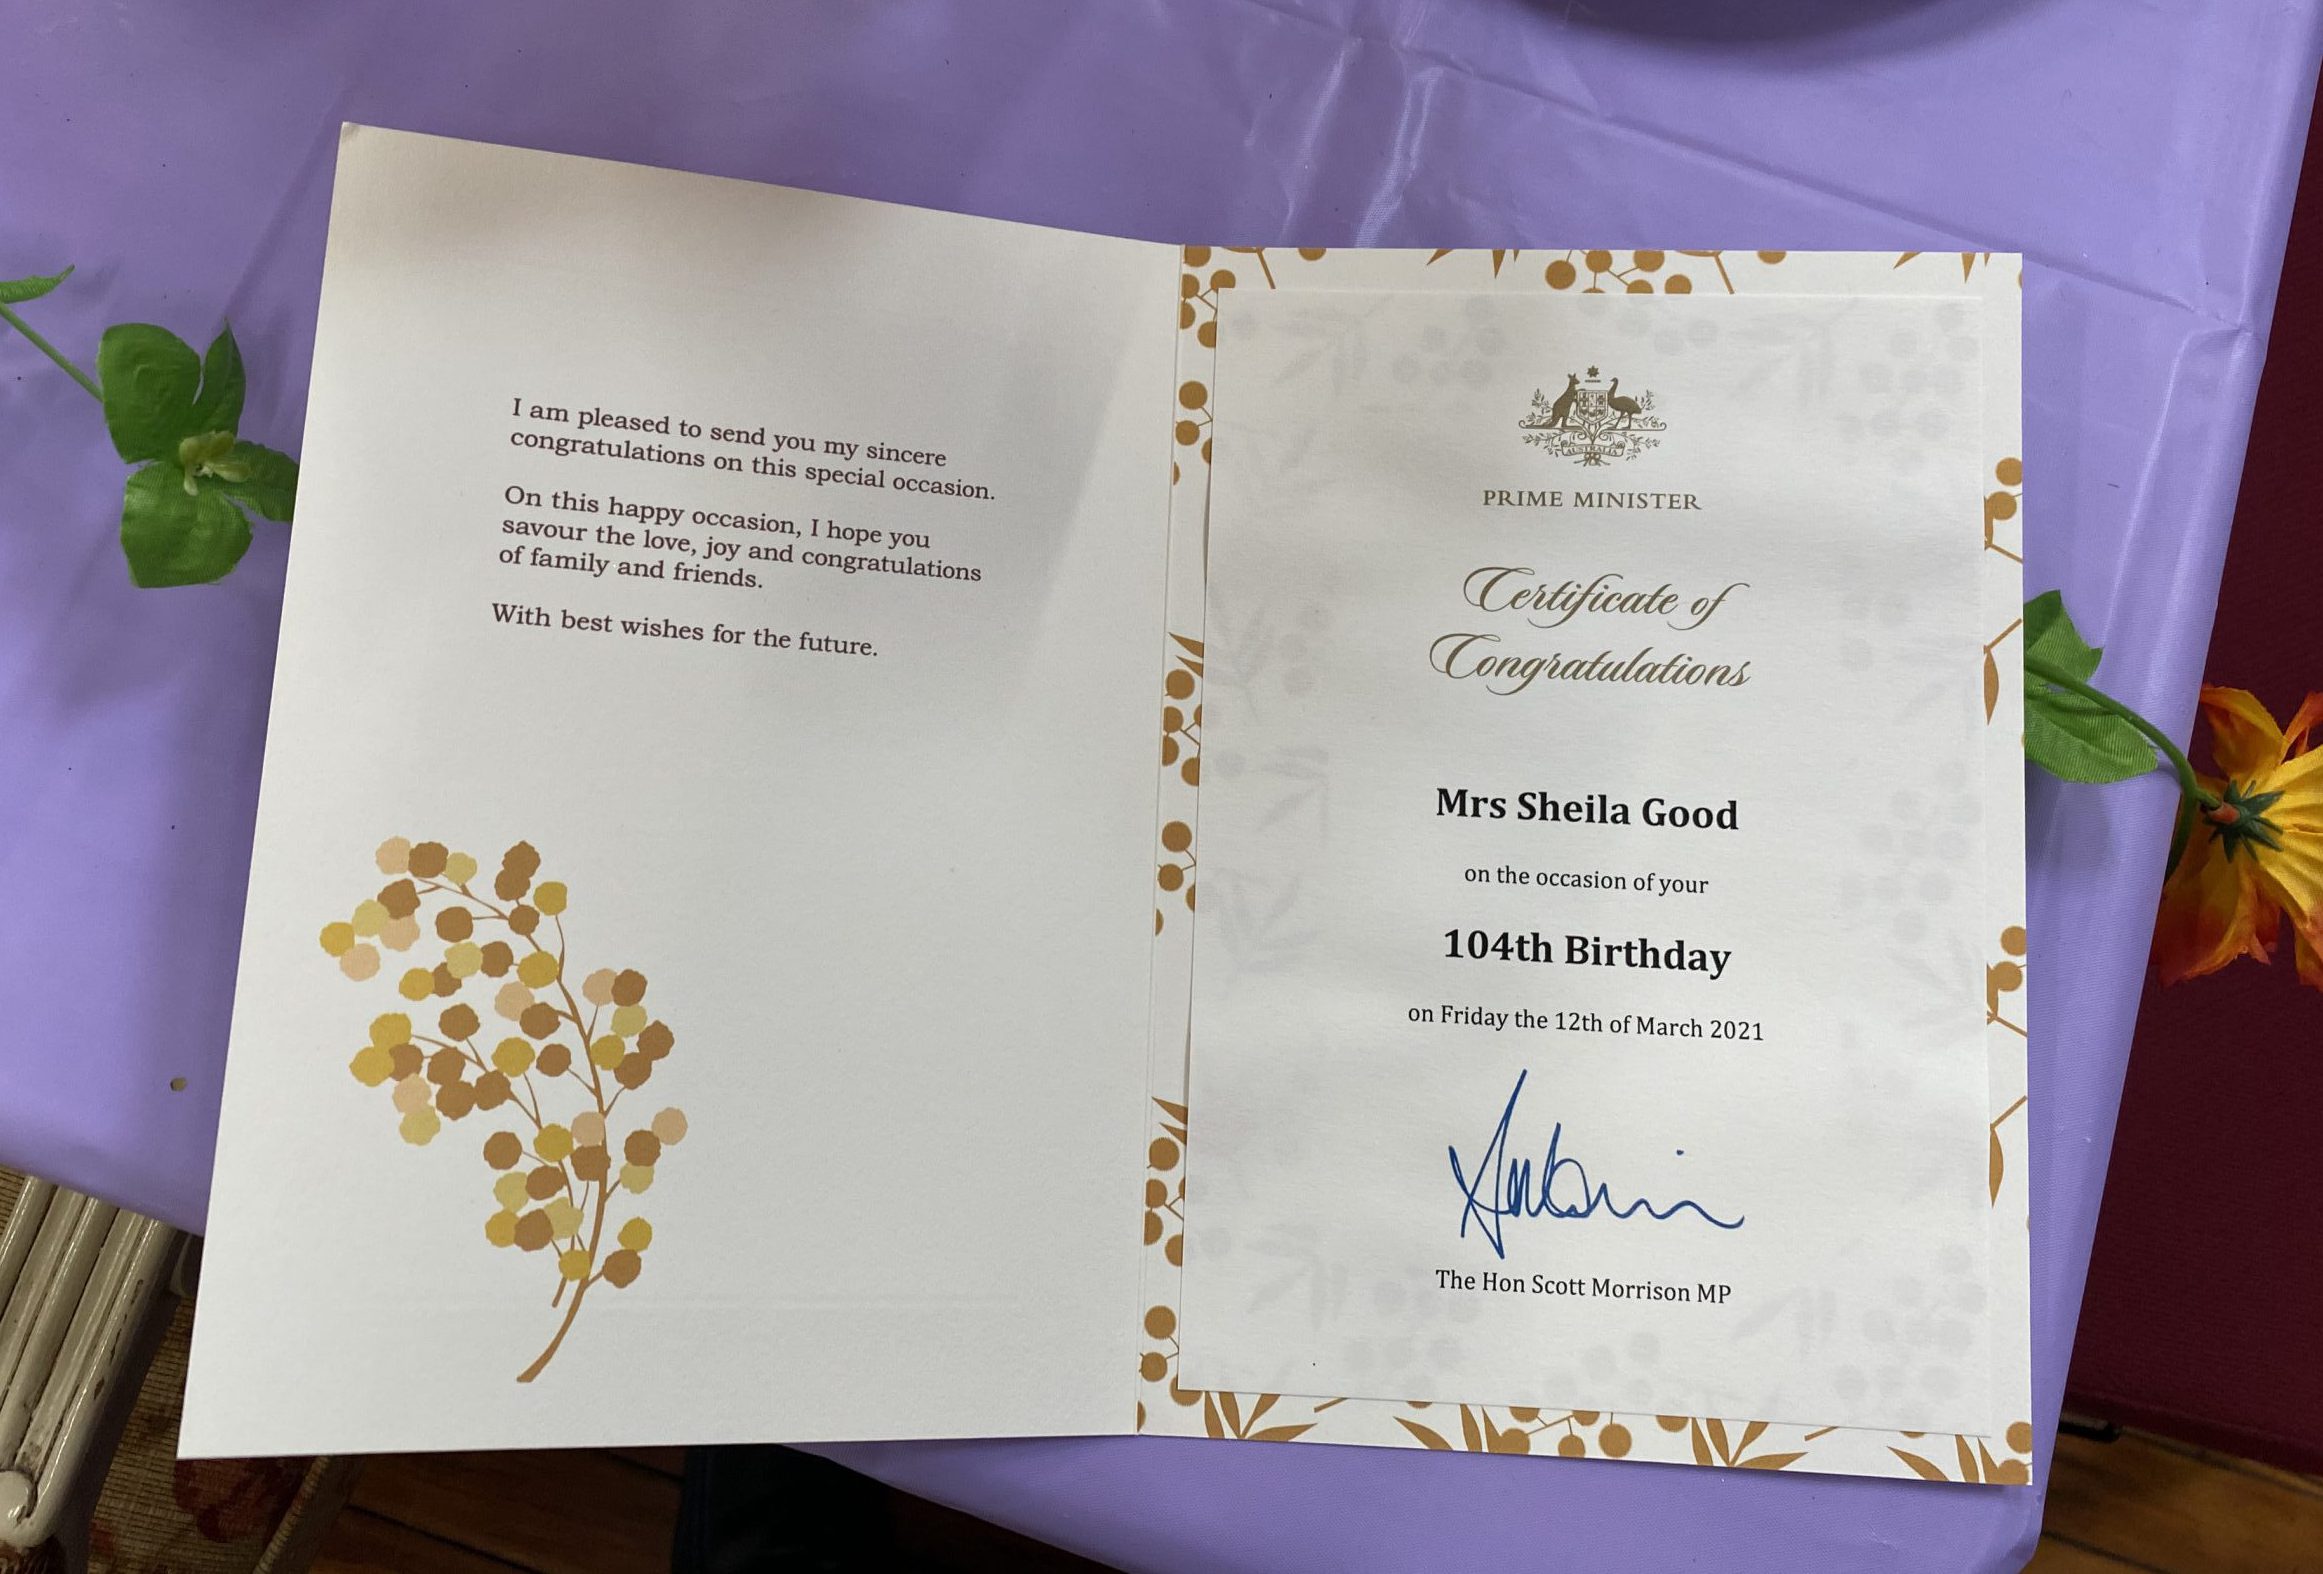 I am pleased to send you my sincere
congratulations on this special occasion.
On this happy occasion, I hope you
savour the love, joy and congratulations
of family and friends.
With best wishes for the future.
AUSTRALIA
PRIME MINISTER
Certificate of
Congratulations
Mrs Sheila Good
on the occasion of your
104th Birthday
on Friday the 12th of March 2021
The Hon Scott Morrison MP